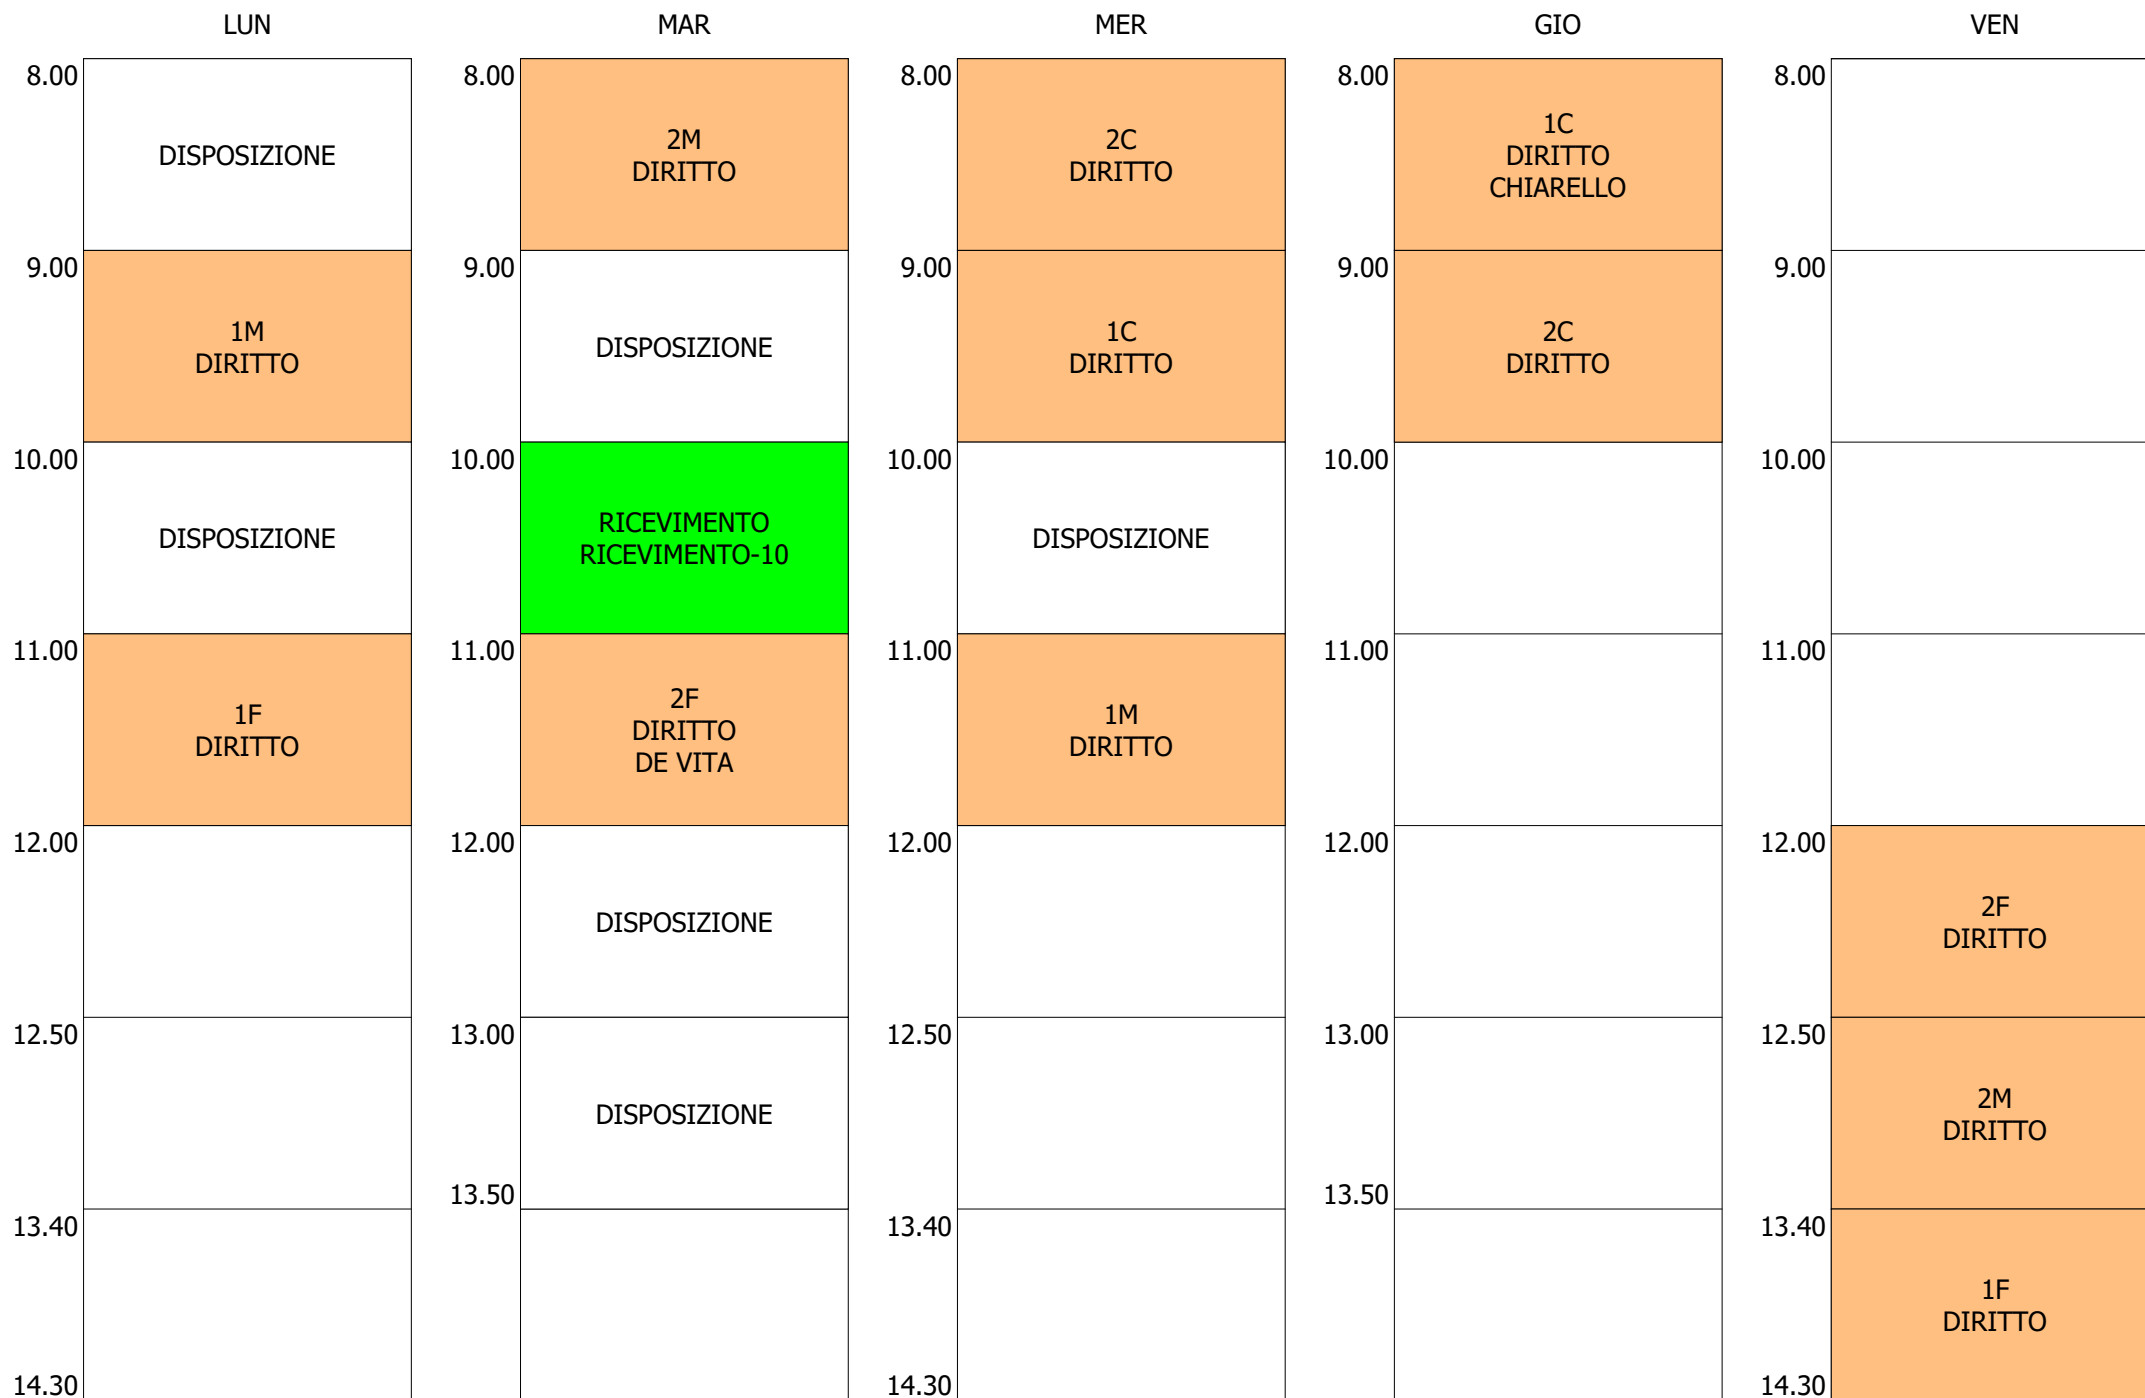 LUN
MAR
MER
GIO
VEN
8.00
DISPOSIZIONE
8.00
2M
DIRITTO
8.00
2C
DIRITTO
8.00
1C
DIRITTO
CHIARELLO
8.00
9.00
1M
DIRITTO
9.00
DISPOSIZIONE
9.00
1C
DIRITTO
9.00
2C
DIRITTO
9.00
10.00
DISPOSIZIONE
10.00
RICEVIMENTO
RICEVIMENTO-10
10.00
DISPOSIZIONE
10.00
10.00
11.00
1F
DIRITTO
11.00
2F
DIRITTO
DE VITA
11.00
1M
DIRITTO
11.00
11.00
12.00
12.00
DISPOSIZIONE
12.00
12.00
12.00
2F
DIRITTO
12.50
13.00
DISPOSIZIONE
12.50
13.00
12.50
2M
DIRITTO
13.40
13.50
13.40
13.50
13.40
1F
DIRITTO
14.30
14.30
14.30